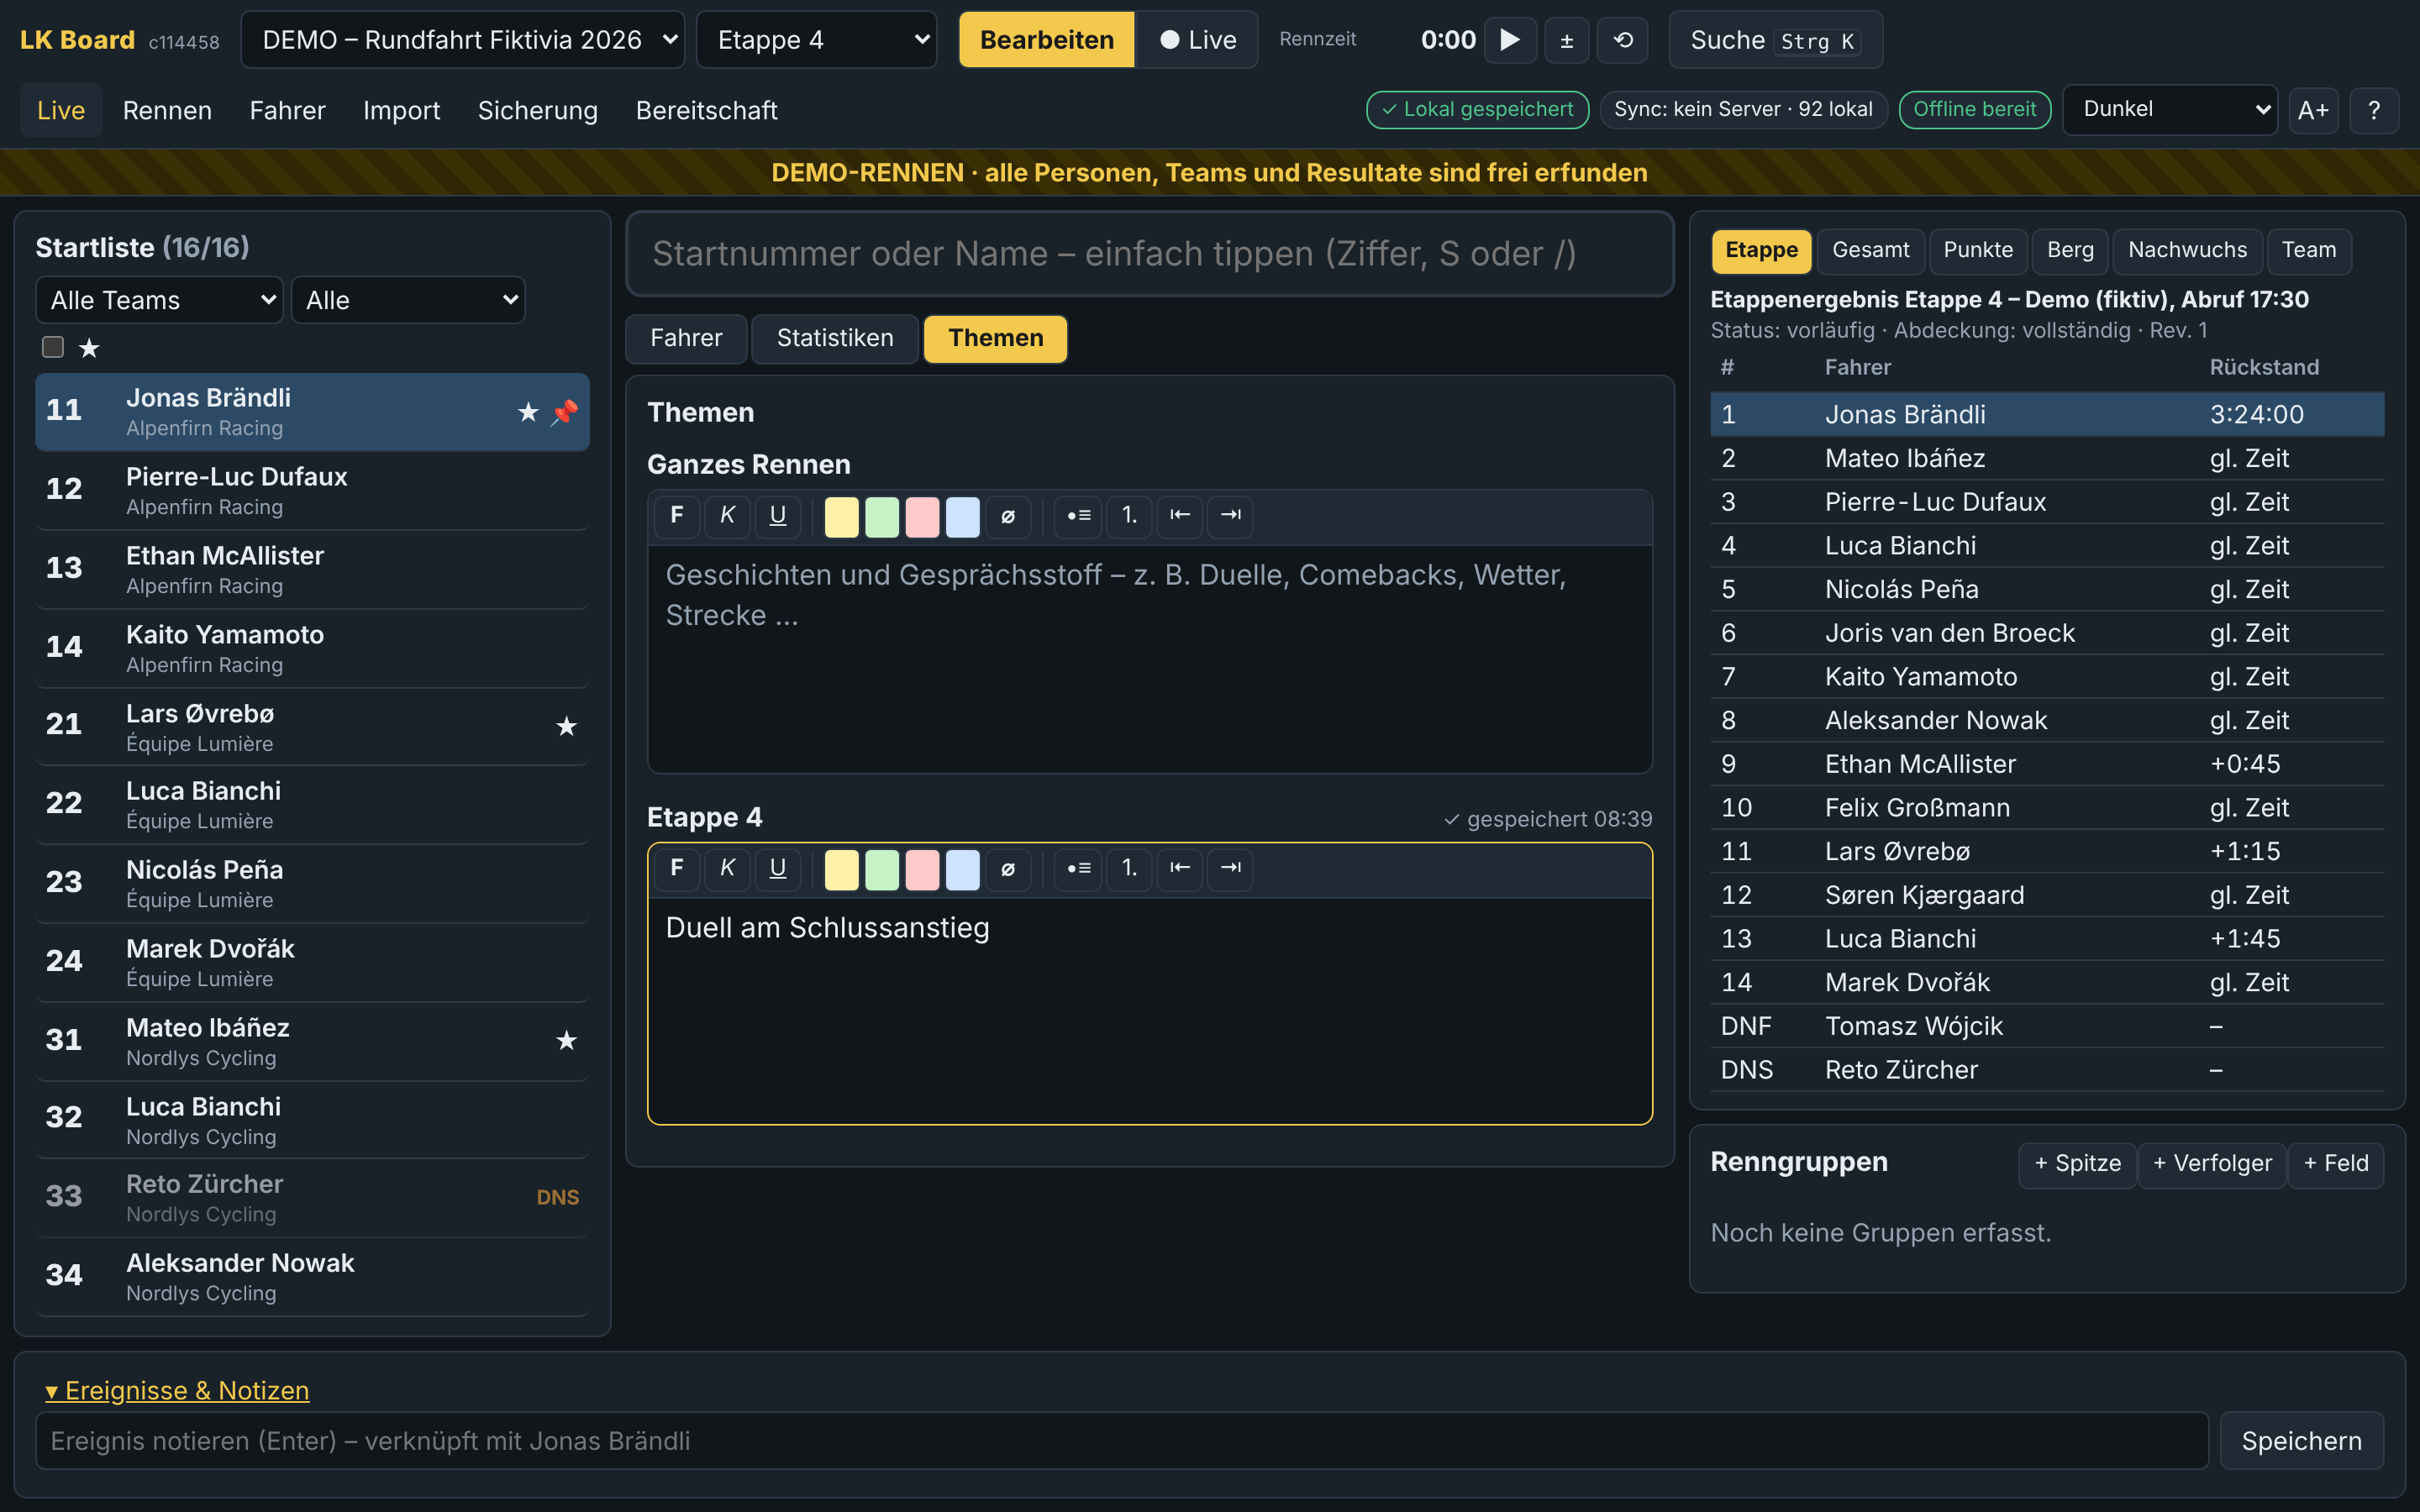 LK Board c114458 DEMO – Rundfahrt Fiktivia 2026 Etappe 4 Bearbeiten Live Rennzeit 0:00 ▶ ± ⟲ Suche Strg K
Live Rennen Fahrer Import Sicherung Bereitschaft ✓ Lokal gespeichert Sync: kein Server · 92 lokal Offline bereit Dunkel A+ ?
DEMO-RENNEN · alle Personen, Teams und Resultate sind frei erfunden
Startliste (16/16)
Alle Teams Alle
★
11 Jonas Brändli ★ 📌
Alpenfirn Racing
12 Pierre-Luc Dufaux
Alpenfirn Racing
13 Ethan McAllister
Alpenfirn Racing
14 Kaito Yamamoto
Alpenfirn Racing
21 Lars Øvrebø ★
Équipe Lumière
22 Luca Bianchi
Équipe Lumière
23 Nicolás Peña
Équipe Lumière
24 Marek Dvořák
Équipe Lumière
31 Mateo Ibáñez ★
Nordlys Cycling
32 Luca Bianchi
Nordlys Cycling
33 Reto Zürcher DNS
Nordlys Cycling
34 Aleksander Nowak
Nordlys Cycling
Startnummer oder Name – einfach tippen (Ziffer, S oder /)
Fahrer Statistiken Themen
Themen
Ganzes Rennen
F K U ⌀ •≡ 1. ⇤ ⇥
Geschichten und Gesprächsstoff – z. B. Duelle, Comebacks, Wetter,
Strecke …
Etappe 4 ✓ gespeichert 08:39
F K U ⌀ •≡ 1. ⇤ ⇥
Duell am Schlussanstieg
Etappe Gesamt Punkte Berg Nachwuchs Team
Etappenergebnis Etappe 4 – Demo (fiktiv), Abruf 17:30
Status: vorläufig · Abdeckung: vollständig · Rev. 1
# Fahrer Rückstand
1 Jonas Brändli 3:24:00
2 Mateo Ibáñez gl. Zeit
3 Pierre-Luc Dufaux gl. Zeit
4 Luca Bianchi gl. Zeit
5 Nicolás Peña gl. Zeit
6 Joris van den Broeck gl. Zeit
7 Kaito Yamamoto gl. Zeit
8 Aleksander Nowak gl. Zeit
9 Ethan McAllister +0:45
10 Felix Großmann gl. Zeit
11 Lars Øvrebø +1:15
12 Søren Kjærgaard gl. Zeit
13 Luca Bianchi +1:45
14 Marek Dvořák gl. Zeit
DNF Tomasz Wójcik –
DNS Reto Zürcher –
Renngruppen + Spitze + Verfolger + Feld
Noch keine Gruppen erfasst.
▾ Ereignisse & Notizen
Ereignis notieren (Enter) – verknüpft mit Jonas Brändli Speichern